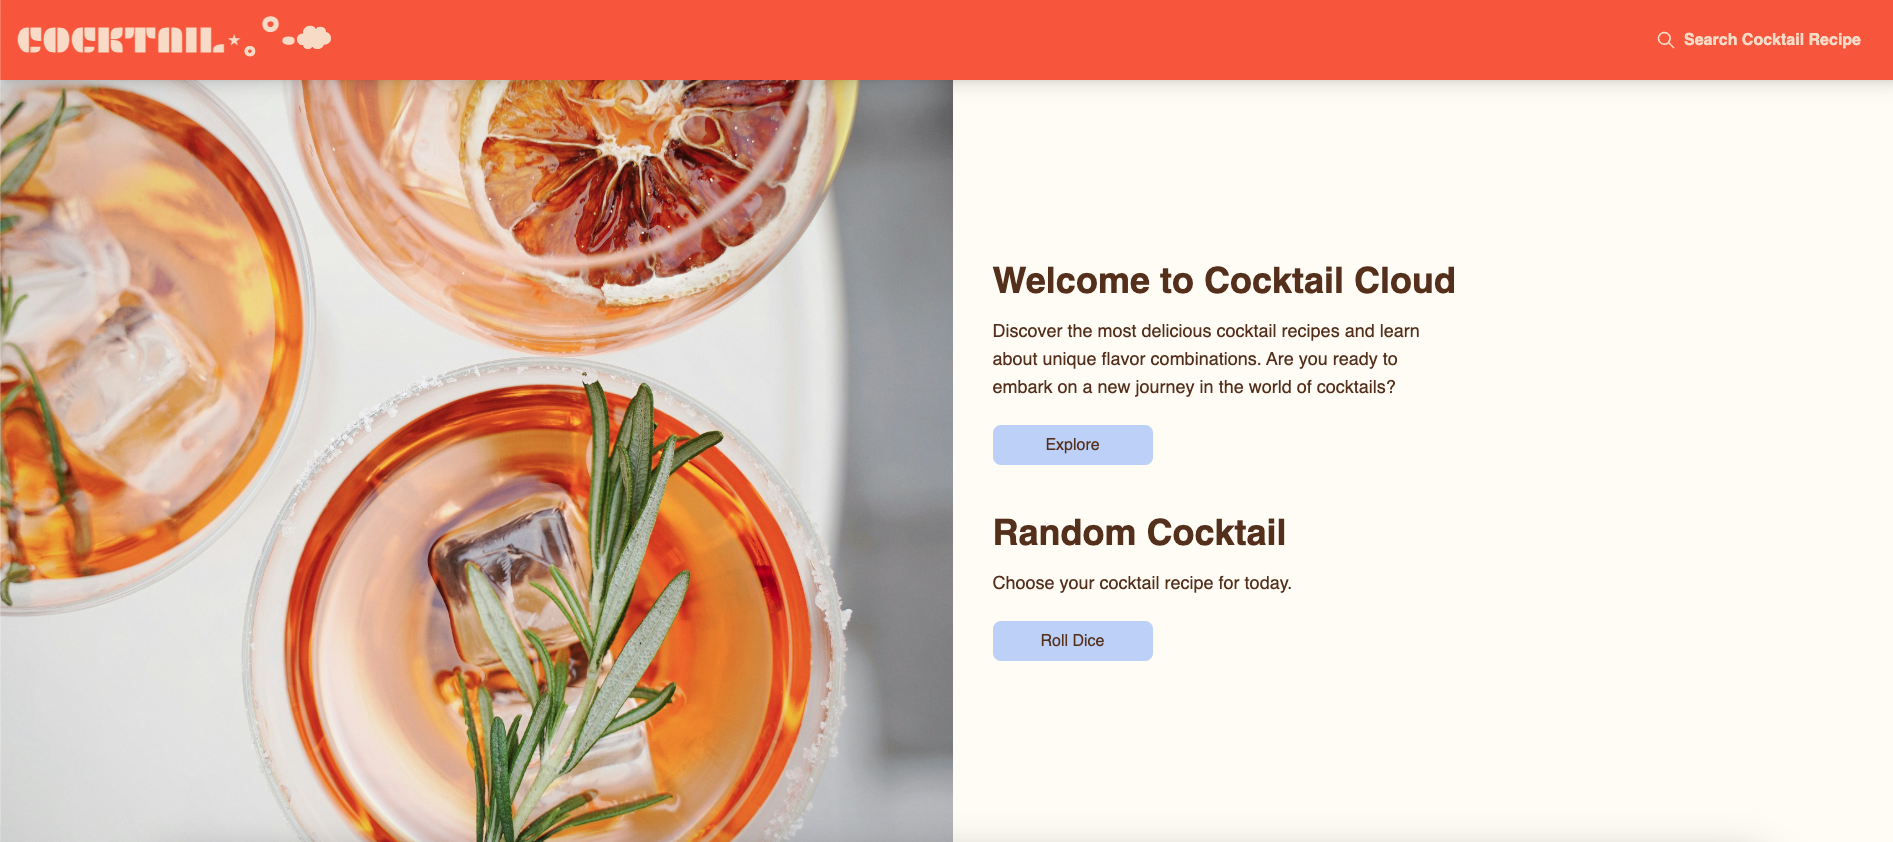 COCKTAIL
Search Cocktail Recipe
Welcome to Cocktail Cloud
Discover the most delicious cocktail recipes and learn
about unique flavor combinations. Are you ready to
embark on a new journey in the world of cocktails?
Explore
Random Cocktail
Choose your cocktail recipe for today.
Roll Dice